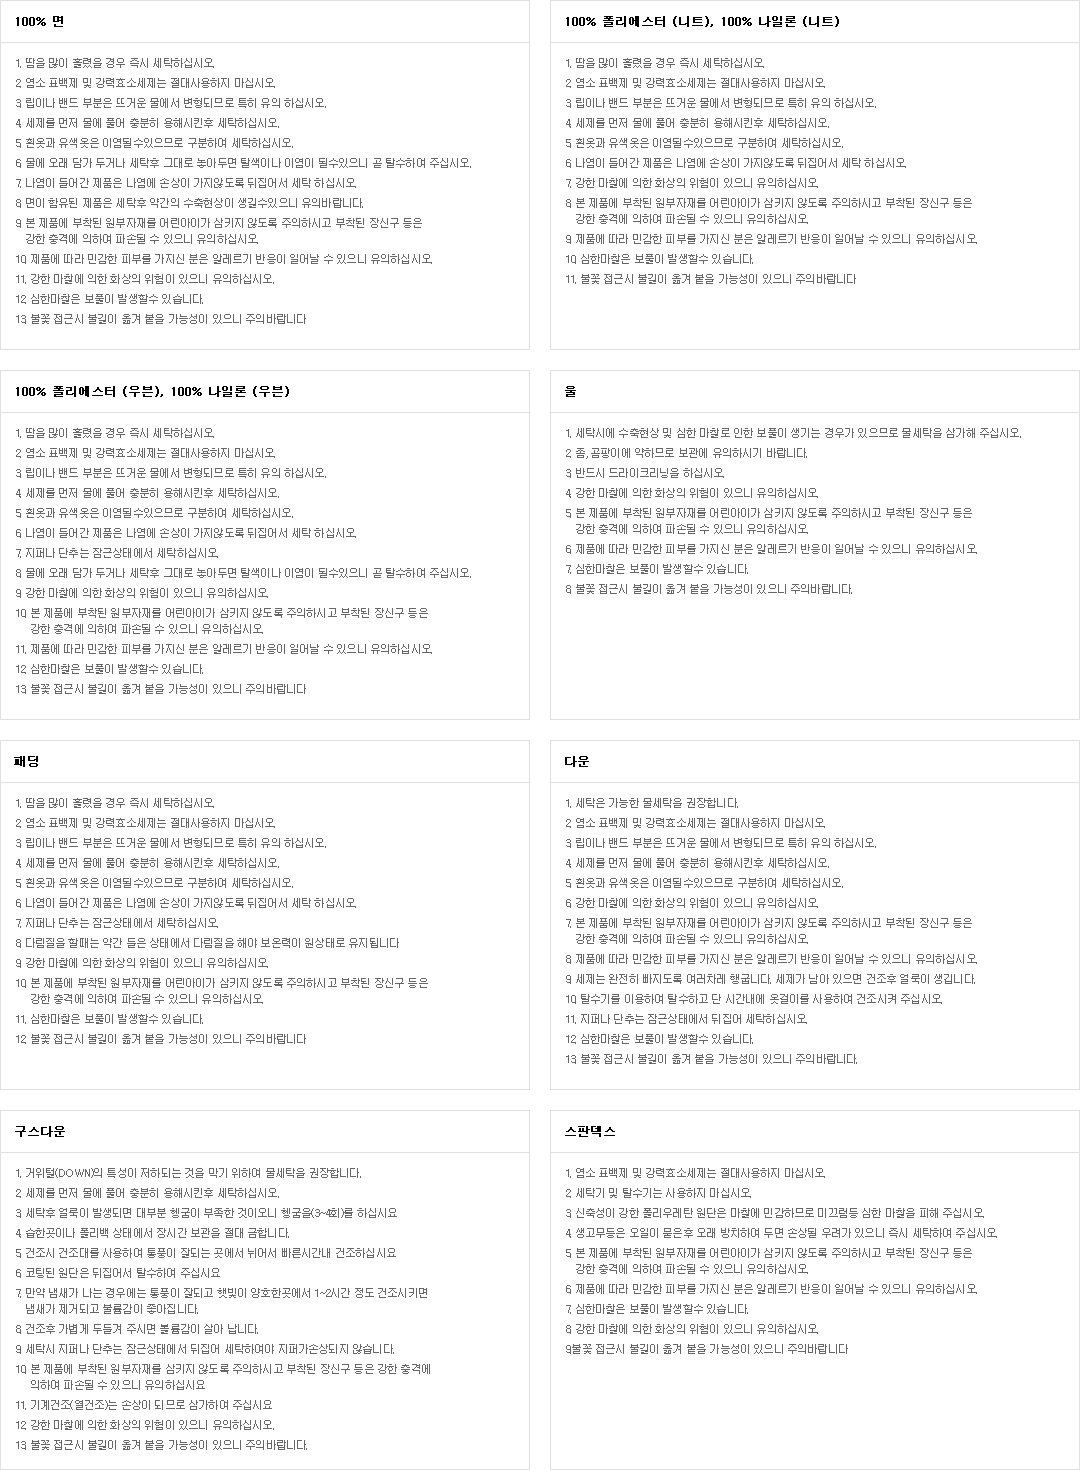 100% 면
1. 땀을 많이 흘렸을 경우 즉시 세탁하십시오.
2. 염소 표백제 및 강력효소세제는 절대사용하지 마십시오.
3. 립이나 밴드 부분은 뜨거운 물에서 변형되므로 특히 유의 하십시오.
4. 세제를 먼저 물에 풀어 충분히 용해시킨후 세탁하십시오.
5. 흰옷과 유색옷은 이염될수있으므로 구분하여 세탁하십시오.
6. 물에 오래 담가 두거나 세탁후 그대로 놓아두면 탈색이나 이염이 될수있으니 곧 탈수하여 주십시오.
7. 나염이 들어간 제품은 나염에 손상이 가지않도록 뒤집어서 세탁 하십시오.
8. 면이 함유된 제품은 세탁후 약간의 수축현상이 생길수있으니 유의바랍니다.
9. 본 제품에 부착된 원부자재를 어린아이가 삼키지 않도록 주의하시고 부착된 장신구 등은
강한 충격에 의하여 파손될 수 있으니 유의하십시오.
10. 제품에 따라 민감한 피부를 가지신 분은 알레르기 반응이 일어날 수 있으니 유의하십시오.
11. 강한 마찰에 의한 화상의 위험이 있으니 유의하십시오.
12. 심한마찰은 보풀이 발생할수 있습니다.
13. 불꽃 접근시 불길이 옮겨 붙을 가능성이 있으니 주의바랍니다
100% 폴리에스터 (니트), 100% 나일론 (니트)
1. 땀을 많이 흘렸을 경우 즉시 세탁하십시오.
2. 염소 표백제 및 강력효소세제는 절대사용하지 마십시오.
3. 립이나 밴드 부분은 뜨거운 물에서 변형되므로 특히 유의 하십시오.
4. 세제를 먼저 물에 풀어 충분히 용해시킨후 세탁하십시오.
5. 흰옷과 유색옷은 이염될수있으므로 구분하여 세탁하십시오.
6. 나염이 들어간 제품은 나염에 손상이 가지않도록 뒤집어서 세탁 하십시오.
7. 강한 마찰에 의한 화상의 위험이 있으니 유의하십시오.
8. 본 제품에 부착된 원부자재를 어린아이가 삼키지 않도록 주의하시고 부착된 장신구 등은
강한 충격에 의하여 파손될 수 있으니 유의하십시오.
9. 제품에 따라 민감한 피부를 가지신 분은 알레르기 반응이 일어날 수 있으니 유의하십시오.
10. 심한마찰은 보풀이 발생할수 있습니다.
11. 불꽃 접근시 불길이 옮겨 붙을 가능성이 있으니 주의바랍니다
100% 폴리에스터 (우븐), 100% 나일론 (우븐)
1. 땀을 많이 흘렸을 경우 즉시 세탁하십시오.
2. 염소 표백제 및 강력효소세제는 절대사용하지 마십시오.
3. 립이나 밴드 부분은 뜨거운 물에서 변형되므로 특히 유의 하십시오.
4. 세제를 먼저 물에 풀어 충분히 용해시킨후 세탁하십시오.
5. 흰옷과 유색옷은 이염될수있으므로 구분하여 세탁하십시오.
6. 나염이 들어간 제품은 나염에 손상이 가지않도록 뒤집어서 세탁 하십시오.
7. 지퍼나 단추는 잠근상태에서 세탁하십시오.
8. 물에 오래 담가 두거나 세탁후 그대로 놓아두면 탈색이나 이염이 될수있으니 곧 탈수하여 주십시오.
9. 강한 마찰에 의한 화상의 위험이 있으니 유의하십시오.
10. 본 제품에 부착된 원부자재를 어린아이가 삼키지 않도록 주의하시고 부착된 장신구 등은
강한 충격에 의하여 파손될 수 있으니 유의하십시오.
11. 제품에 따라 민감한 피부를 가지신 분은 알레르기 반응이 일어날 수 있으니 유의하십시오.
12. 심한마찰은 보풀이 발생할수 있습니다.
13. 불꽃 접근시 불길이 옮겨 붙을 가능성이 있으니 주의바랍니다
울
1. 세탁시에 수축현상 및 심한 마찰로 인한 보풀이 생기는 경우가 있으므로 물세탁을 삼가해 주십시오.
2. 좀, 곰팡이에 약하므로 보관에 유의하시기 바랍니다.
3. 반드시 드라이크리닝을 하십시오.
4. 강한 마찰에 의한 화상의 위험이 있으니 유의하십시오.
5. 본 제품에 부착된 원부자재를 어린아이가 삼키지 않도록 주의하시고 부착된 장신구 등은
강한 충격에 의하여 파손될 수 있으니 유의하십시오.
6. 제품에 따라 민감한 피부를 가지신 분은 알레르기 반응이 일어날 수 있으니 유의하십시오.
7. 심한마찰은 보풀이 발생할수 있습니다.
8. 불꽃 접근시 불길이 옮겨 붙을 가능성이 있으니 주의바랍니다.
패딩
1. 땀을 많이 흘렸을 경우 즉시 세탁하십시오.
2. 염소 표백제 및 강력효소세제는 절대사용하지 마십시오.
3. 립이나 밴드 부분은 뜨거운 물에서 변형되므로 특히 유의 하십시오.
4. 세제를 먼저 물에 풀어 충분히 용해시킨후 세탁하십시오.
5. 흰옷과 유색옷은 이염될수있으므로 구분하여 세탁하십시오.
6. 나염이 들어간 제품은 나염에 손상이 가지않도록 뒤집어서 세탁 하십시오.
7. 지퍼나 단추는 잠근상태에서 세탁하십시오.
8. 다림질을 할때는 약간 들은 상태에서 다림질을 해야 보온력이 원상태로 유지됩니다
9. 강한 마찰에 의한 화상의 위험이 있으니 유의하십시오.
10. 본 제품에 부착된 원부자재를 어린아이가 삼키지 않도록 주의하시고 부착된 장신구 등은
강한 충격에 의하여 파손될 수 있으니 유의하십시오.
11. 심한마찰은 보풀이 발생할수 있습니다.
12. 불꽃 접근시 불길이 옮겨 붙을 가능성이 있으니 주의바랍니다
다운
1. 세탁은 가능한 물세탁을 권장합니다.
2. 염소 표백제 및 강력효소세제는 절대사용하지 마십시오.
3. 립이나 밴드 부분은 뜨거운 물에서 변형되므로 특히 유의 하십시오.
4. 세제를 먼저 물에 풀어 충분히 용해시킨후 세탁하십시오.
5. 흰옷과 유색옷은 이염될수있으므로 구분하여 세탁하십시오.
6. 강한 마찰에 의한 화상의 위험이 있으니 유의하십시오.
7. 본 제품에 부착된 원부자재를 어린아이가 삼키지 않도록 주의하시고 부착된 장신구 등은
강한 충격에 의하여 파손될 수 있으니 유의하십시오.
8. 제품에 따라 민감한 피부를 가지신 분은 알레르기 반응이 일어날 수 있으니 유의하십시오.
9. 세제는 완전히 빠지도록 여러차례 행굽니다. 세제가 남아 있으면 건조후 얼룩이 생깁니다.
10. 탈수기를 이용하여 탈수하고 단 시간내에 옷걸이를 사용하여 건조시켜 주십시오.
11. 지퍼나 단추는 잠근상태에서 뒤집어 세탁하십시오.
12. 심한마찰은 보풀이 발생할수 있습니다.
13. 불꽃 접근시 불길이 옮겨 붙을 가능성이 있으니 주의바랍니다.
구스다운
1. 거위털(DOWN)의 특성이 저하되는 것을 막기 위하여 물세탁을 권장합니다.
2. 세제를 먼저 물에 풀어 충분히 용해시킨후 세탁하십시오.
3. 세탁후 얼룩이 발생되면 대부분 헹굼이 부족한 것이오니 헹굼을(3~4회)를 하십시요
4. 습한곳이나 폴리백 상태에서 장시간 보관을 절대 금합니다.
5. 건조시 건조대를 사용하여 통풍이 잘되는 곳에서 뉘어서 빠른시간내 건조하십시요
6. 코팅된 원단은 뒤집어서 탈수하여 주십시요
7. 만약 냄새가 나는 경우에는 통풍이 잘되고 햇빛이 양호한곳에서 1~2시간 정도 건조시키면
냄새가 제거되고 볼륨감이 좋아집니다.
8. 건조후 가볍게 두들겨 주시면 볼륨감이 살아 납니다.
9. 세탁시 지퍼나 단추는 잠근상태에서 뒤집어 세탁하여야 지퍼가손상되지 않습니다.
10. 본 제품에 부착된 원부자재를 삼키지 않도록 주의하시고 부착된 장신구 등은 강한 충격에
의하여 파손될 수 있으니 유의하십시요
11. 기계건조(열건조)는 손상이 되므로 삼가하여 주십시요
12. 강한 마찰에 의한 화상의 위험이 있으니 유의하십시오.
13. 불꽃 접근시 불길이 옮겨 붙을 가능성이 있으니 주의바랍니다.
스판덱스
1. 염소 표백제 및 강력효소세제는 절대사용하지 마십시오.
2. 세탁기 및 탈수기는 사용하지 마십시오.
3. 신축성이 강한 폴리우레탄 원단은 마찰에 민감하므로 미끄럼등 심한 마찰을 피해 주십시오.
4. 생고무등은 오일이 묻은후 오래 방치하여 두면 손상될 우려가 있으니 즉시 세탁하여 주십시오.
5. 본 제품에 부착된 원부자재를 어린아이가 삼키지 않도록 주의하시고 부착된 장신구 등은
강한 충격에 의하여 파손될 수 있으니 유의하십시오.
6. 제품에 따라 민감한 피부를 가지신 분은 알레르기 반응이 일어날 수 있으니 유의하십시오.
7. 심한마찰은 보풀이 발생할수 있습니다.
8. 강한 마찰에 의한 화상의 위험이 있으니 유의하십시오.
9.불꽃 접근시 불길이 옮겨 붙을 가능성이 있으니 주의바랍니다